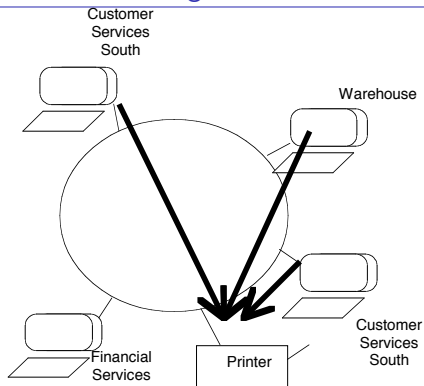 Customer
Services
South
Warehouse
Customer
Services
South
Financial
Services
Printer